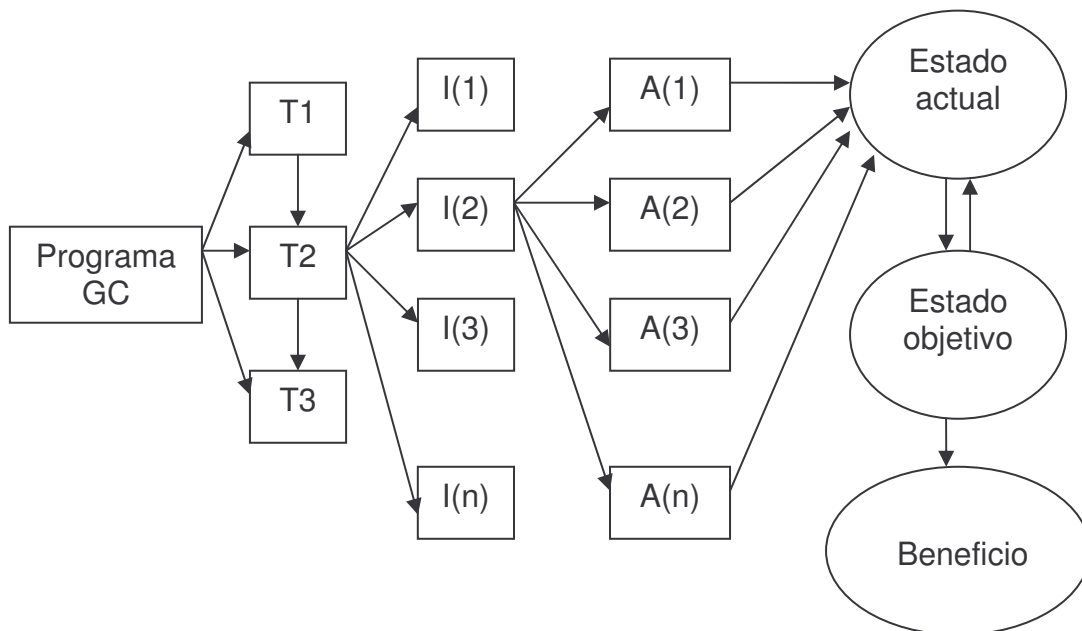 Programa
GC
T1
T2
T3
I(1)
I(2)
I(3)
I(n)
A(1)
A(2)
A(3)
A(n)
Estado
actual
Estado
objetivo
Beneficio